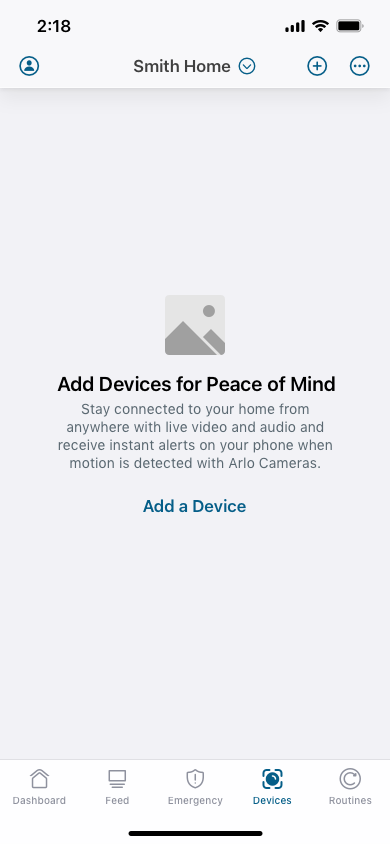 2:18
Smith Home
Add Devices for Peace of Mind
Stay connected to your home from
anywhere with live video and audio and
receive instant alerts on your phone when
motion is detected with Arlo Cameras.
Add a Device
Dashboard
Feed
Emergency
Devices
Routines